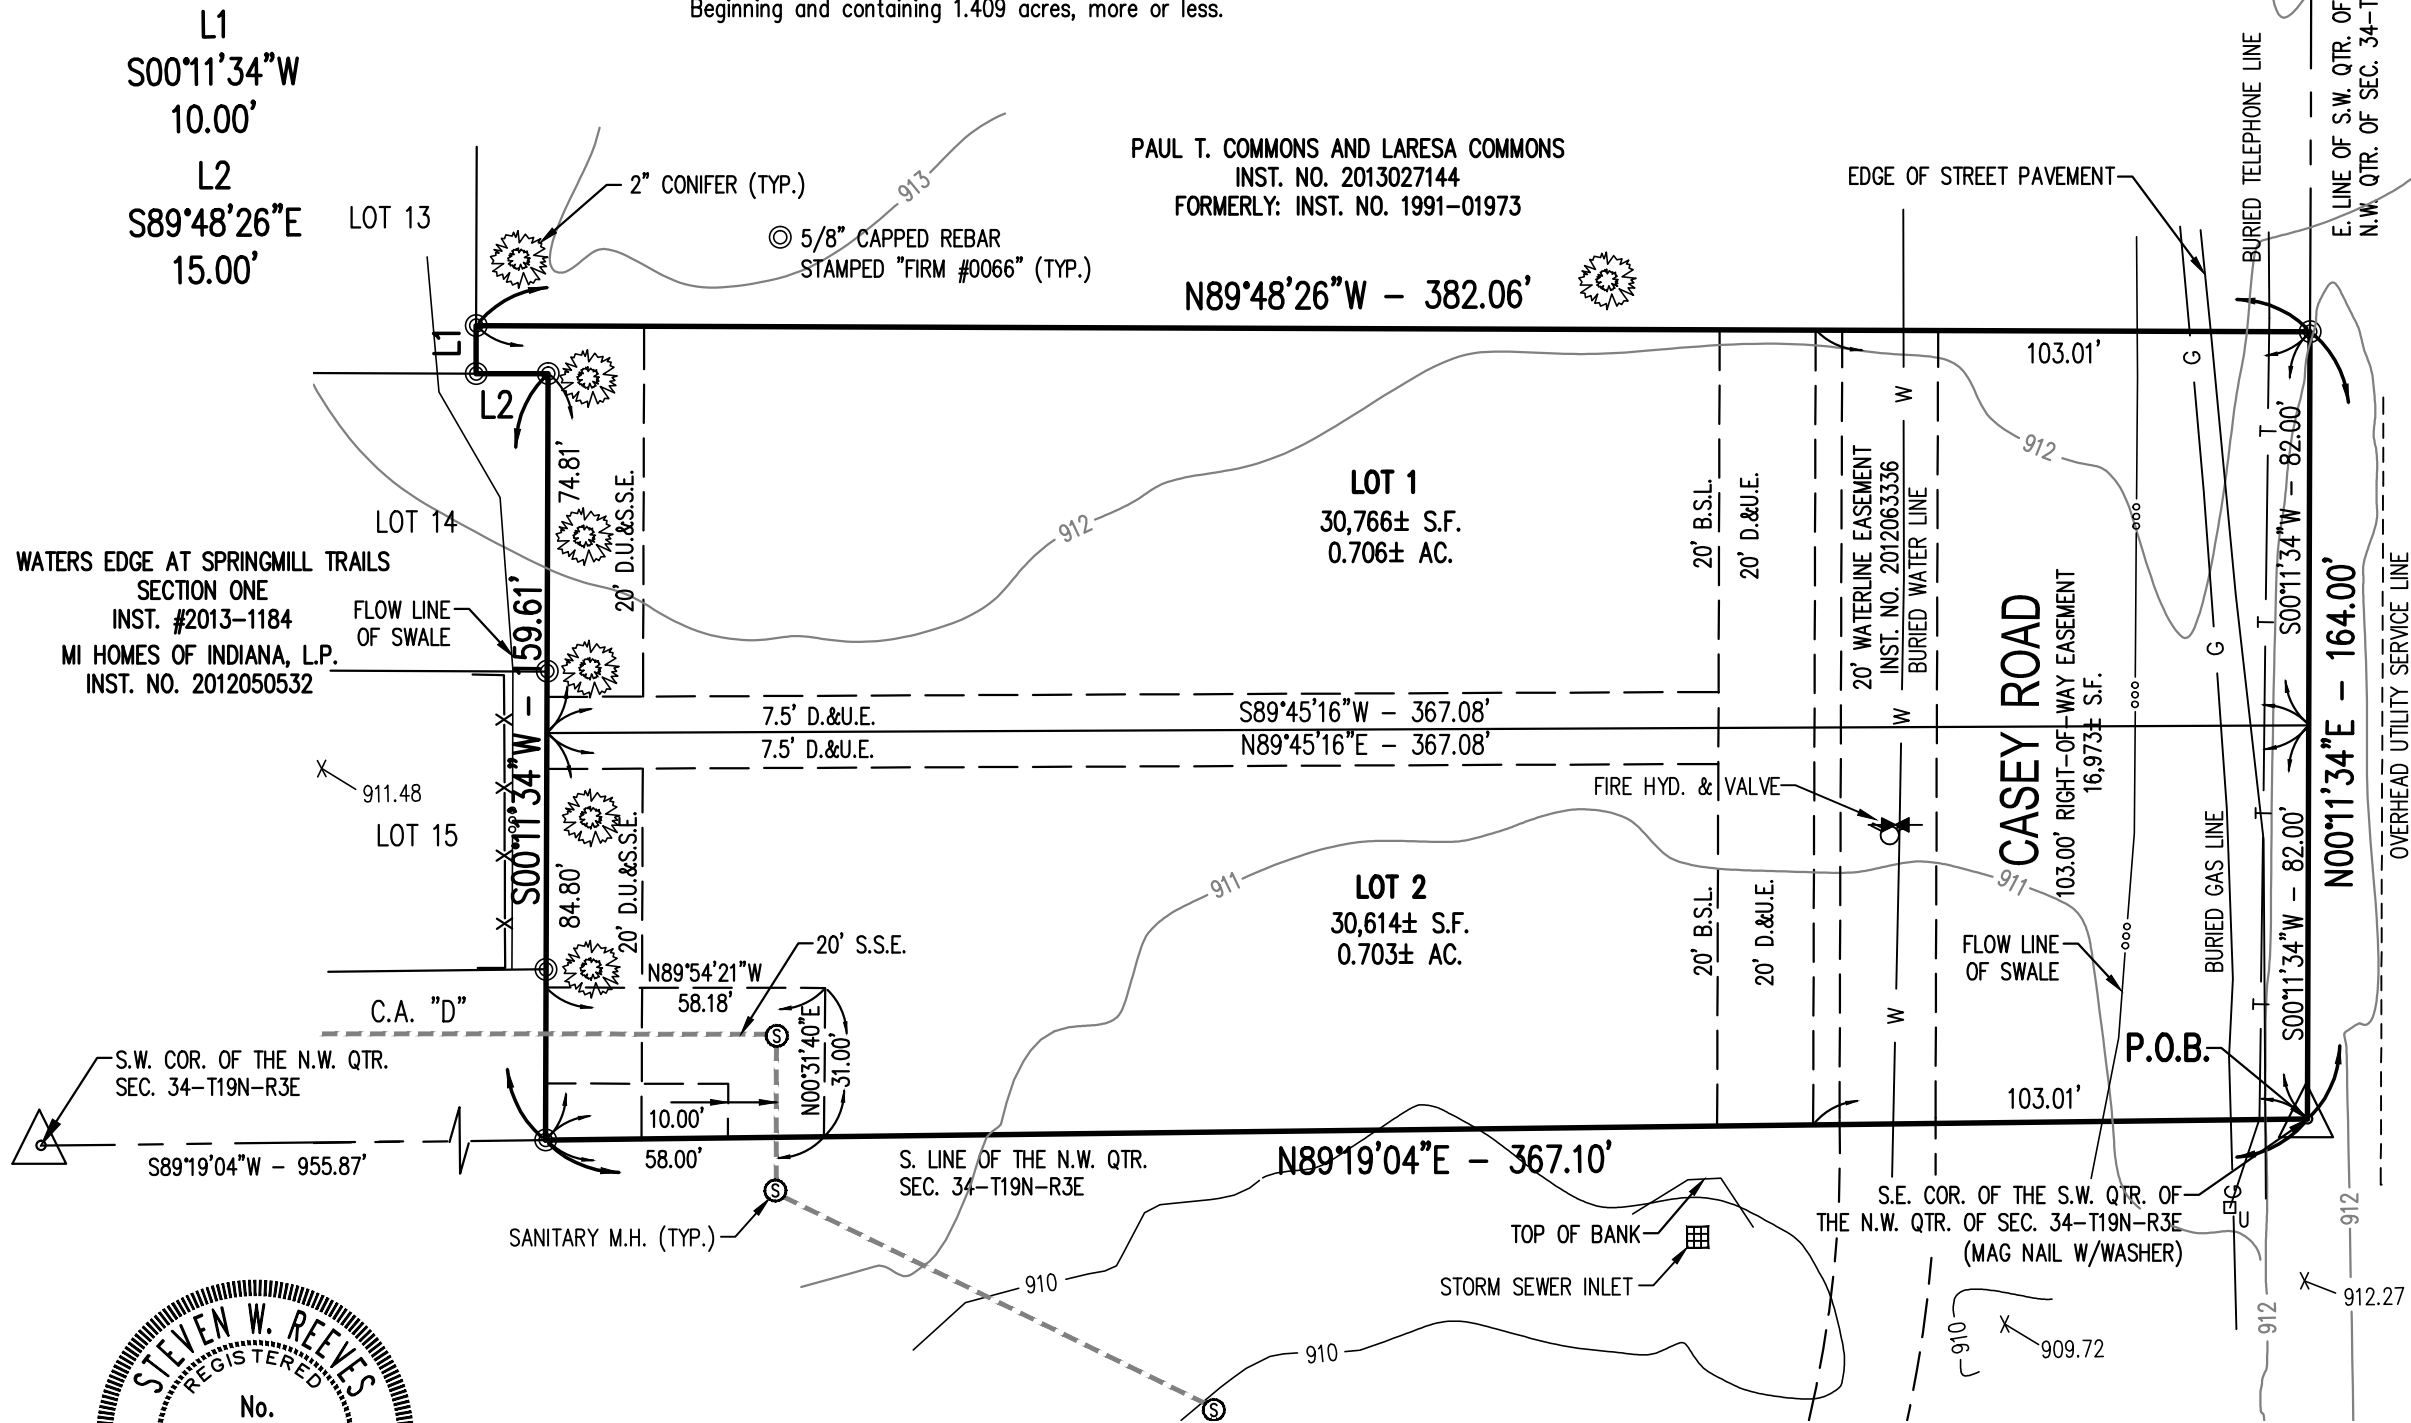 Beginning and containing 1.409 acres, more or less.
L1
S00°11'34"W
10.00'
L2
S89°48'26"E
15.00'
LOT 13
2" CONIFER (TYP.)
913
5/8" CAPPED REBAR
STAMPED "FIRM #0066" (TYP.)
PAUL T. COMMONS AND LARESA COMMONS
INST. NO. 2013027144
FORMERLY: INST. NO. 1991-01973
EDGE OF STREET PAVEMENT
BURIED TELEPHONE LINE
E. LINE OF S.W. QTR. OF
N.W. QTR. OF SEC. 34-T
N89°48'26"W - 382.06'
103.01'
L1
L2
G
W
T
74.81'
20' D.U.&S.S.E.
LOT 14
WATERS EDGE AT SPRINGMILL TRAILS
SECTION ONE
INST. #2013-1184
MI HOMES OF INDIANA, L.P.
INST. NO. 2012050532
FLOW LINE
OF SWALE
S00°11'34"W - 159.61'
912
LOT 1
30,766± S.F.
0.706± AC.
20' B.S.L.
20' D.&U.E.
20' WATERLINE EASEMENT
INST. NO. 2012063336
BURIED WATER LINE
912
S00°11'34"W - 82.00'
N00°11'34"E - 164.00'
OVERHEAD UTILITY SERVICE LINE
CASEY ROAD
103.00' RIGHT-OF-WAY EASEMENT
16,973± S.F.
G
T
W
7.5' D.&U.E.
S89°45'16"W - 367.08'
7.5' D.&U.E.
N89°45'16"E - 367.08'
FIRE HYD. & VALVE
X
911.48
LOT 15
X
X
X
X
84.80'
20' D.U.&S.S.E.
911
LOT 2
30,614± S.F.
0.703± AC.
20' B.S.L.
20' D.&U.E.
911
FLOW LINE
OF SWALE
BURIED GAS LINE
T
T
S00°11'34"W - 82.00'
20' S.S.E.
N89°54'21"W
58.18'
N00°31'40"E
31.00'
C.A. "D"
S
W
P.O.B.
S.W. COR. OF THE N.W. QTR.
SEC. 34-T19N-R3E
10.00'
103.01'
S89°19'04"W - 955.87'
58.00'
S. LINE OF THE N.W. QTR.
SEC. 34-T19N-R3E
N89°19'04"E - 367.10'
S
SANITARY M.H. (TYP.)
TOP OF BANK
STORM SEWER INLET
S.E. COR. OF THE S.W. QTR. OF
THE N.W. QTR. OF SEC. 34-T19N-R3E
(MAG NAIL W/WASHER)
G
U
912
912
X
912.27
910
910
910
X
909.72
S
STEVEN W. REEVES
REGISTERED
No.